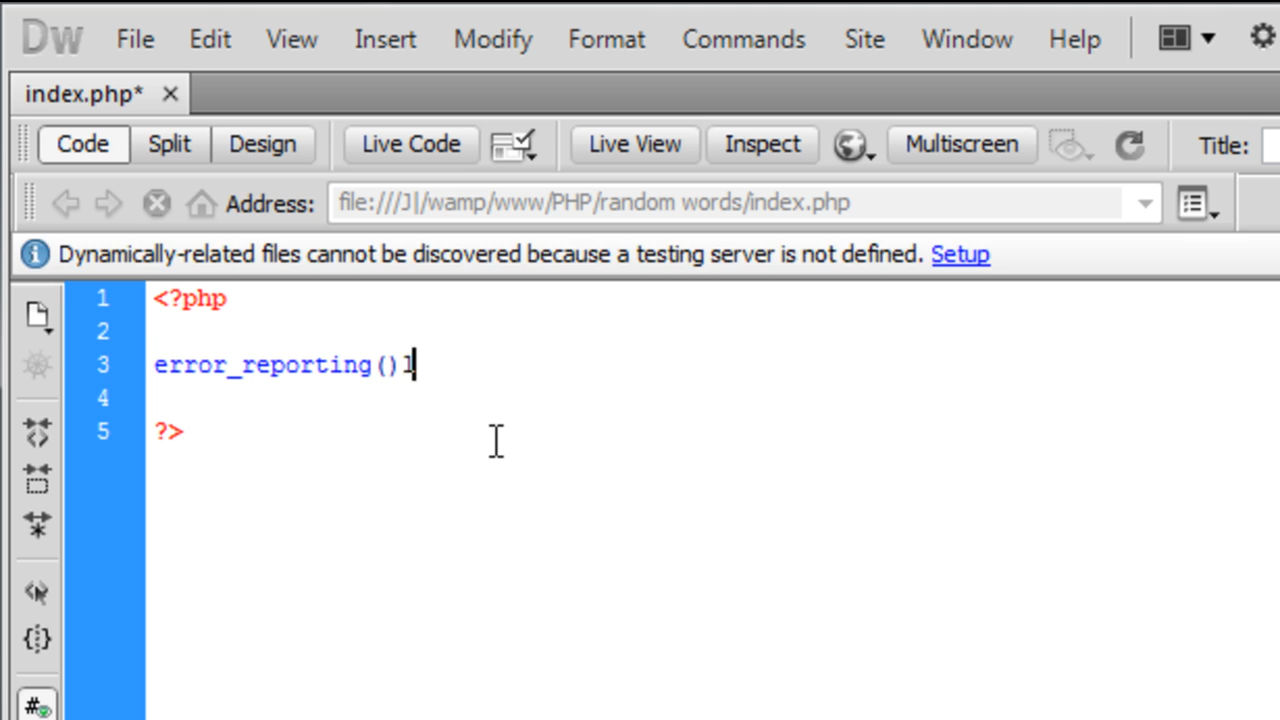 Dw File Edit View Insert Modify Format Commands Site Window Help
index.php*
Code Split Design Live Code Live View Inspect Multiscreen Title:
Address: file:///J|/wamp/www/PHP/random words/index.php
Dynamically-related files cannot be discovered because a testing server is not defined. Setup
1 <?php
2
3 error_reporting()l
4
5 ?>